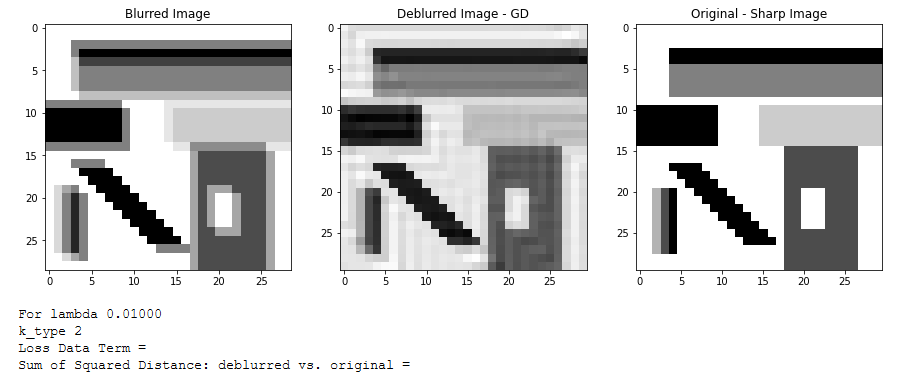 Blurred Image
Deblurred Image - GD
Original - Sharp Image
0
5
10
15
20
25
0 5 10 15 20 25
0
5
10
15
20
25
0 5 10 15 20 25
0
5
10
15
20
25
0 5 10 15 20 25
For lambda 0.01000
k_type 2
Loss Data Term =
Sum of Squared Distance: deblurred vs. original =